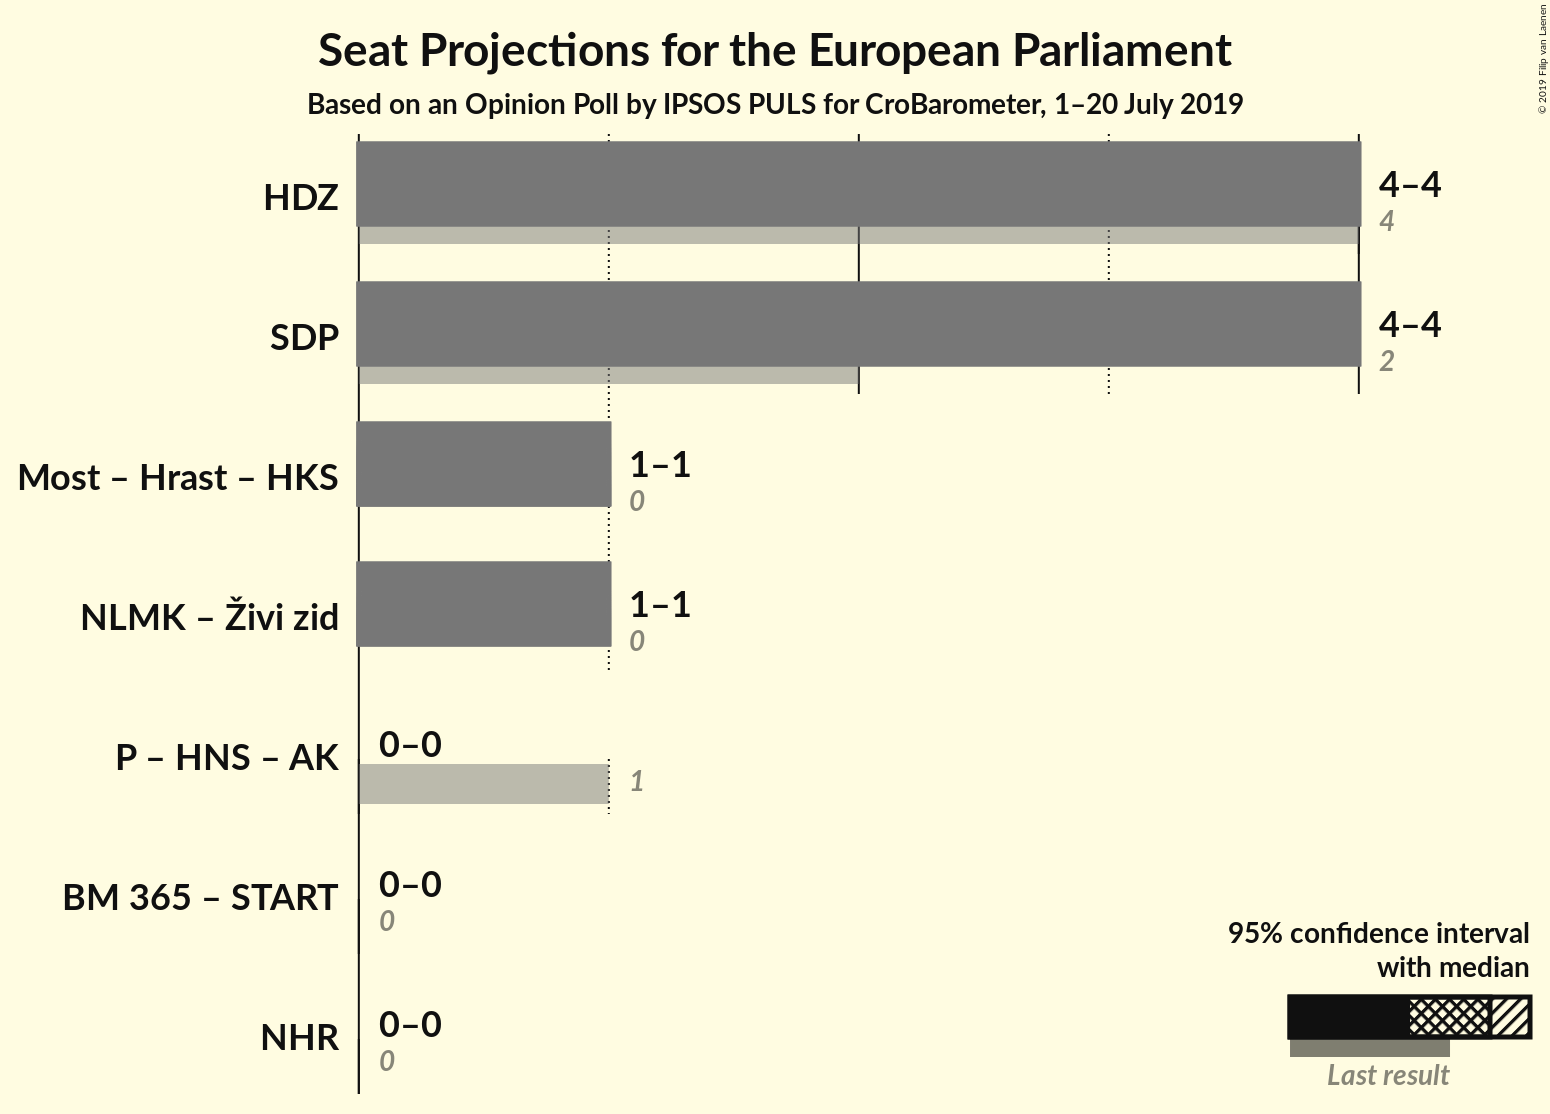 Seat Projections for the European Parliament
Based on an Opinion Poll by IPSOS PULS for CroBarometer, 1–20 July 2019
© 2019 Filip van Laenen
HDZ
4–4
4
SDP
4–4
2
Most – Hrast – HKS
1–1
0
NLMK – Živi zid
1–1
0
P – HNS – AK
0–0
1
BM 365 – START
0–0
0
NHR
0–0
0
95% confidence interval
with median
Last result